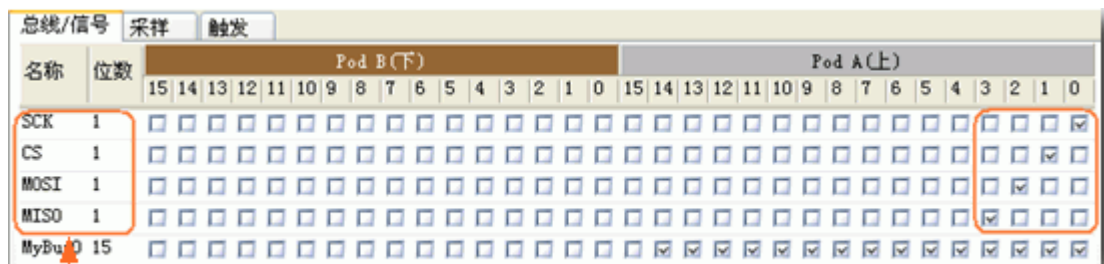 总线/信号 采样 触发
名称 位数 Pod B(下) Pod A(上)
15 14 13 12 11 10 9 8 7 6 5 4 3 2 1 0 15 14 13 12 11 10 9 8 7 6 5 4 3 2 1 0
SCK 1
CS 1
MOSI 1
MISO 1
15